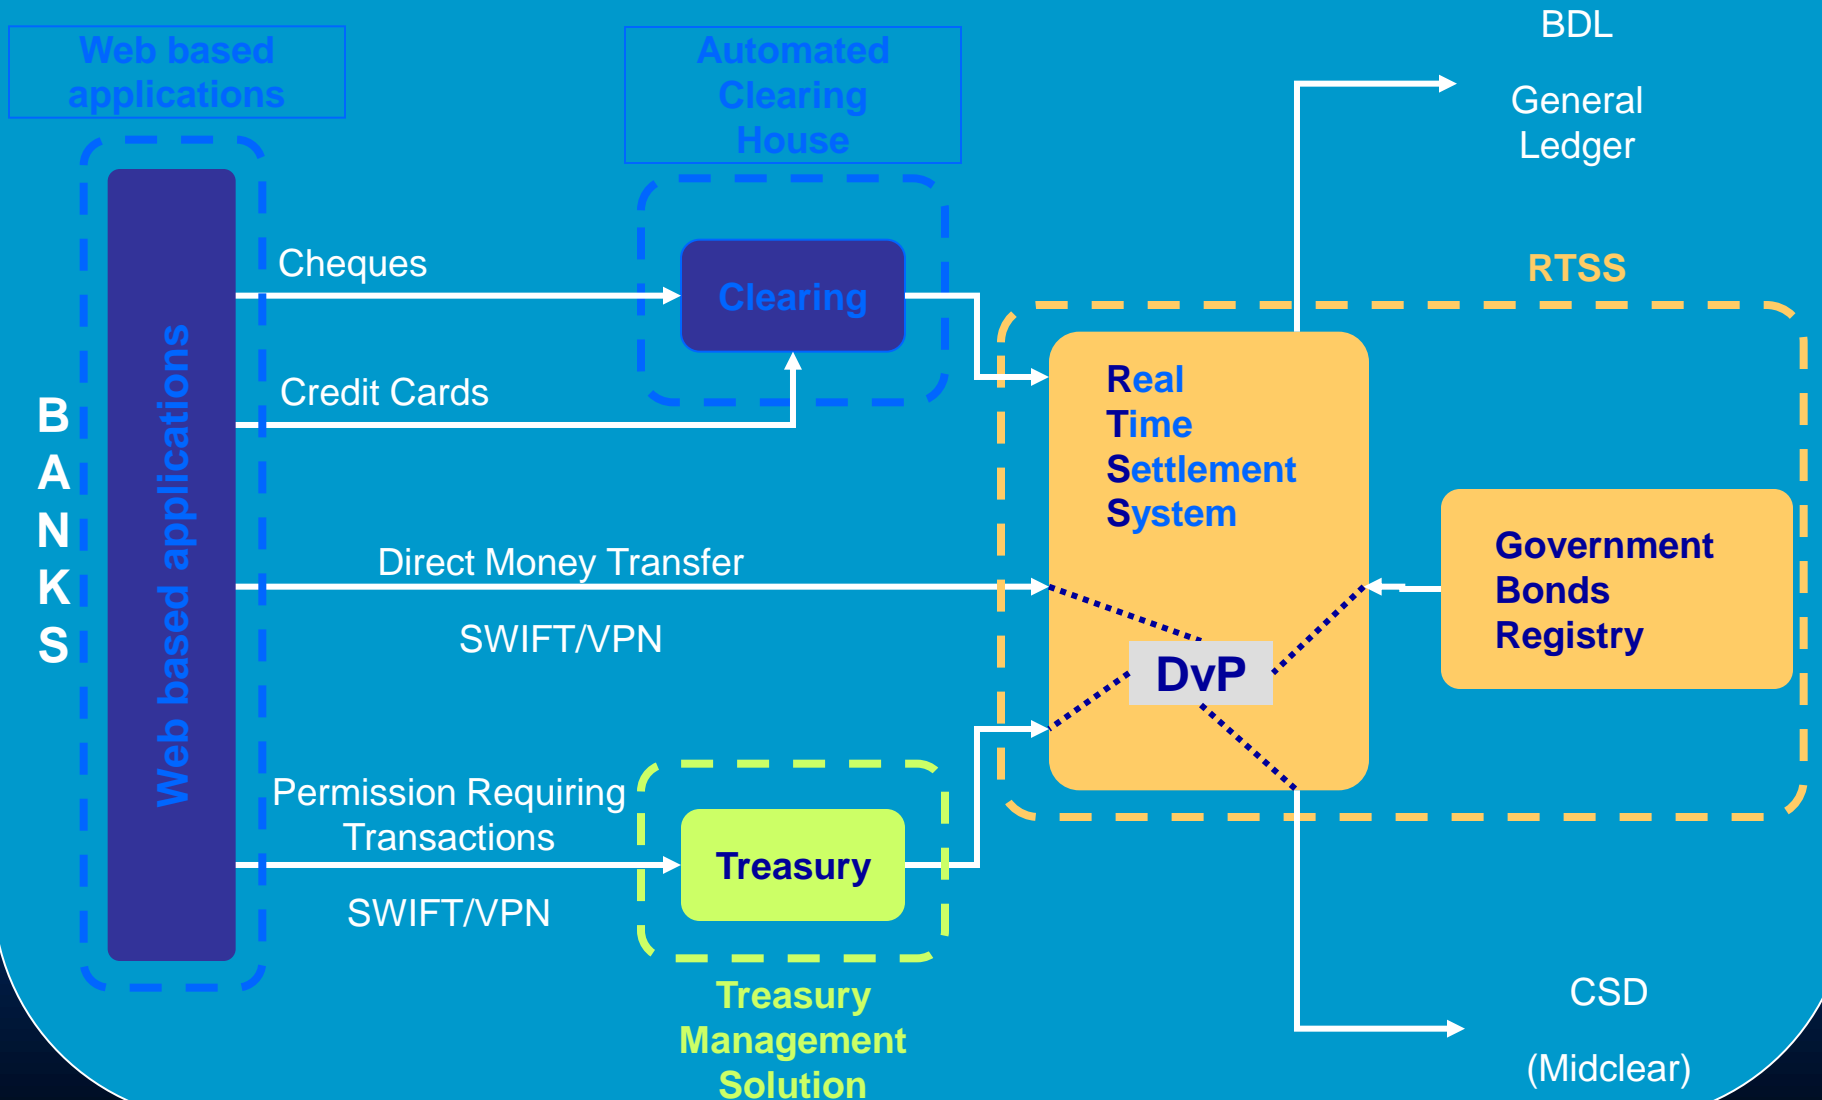 Web based
applications
Automated
Clearing
House
BDL
General
Ledger
BANKS
Web based applications
Cheques
Clearing
Credit Cards
Direct Money Transfer
SWIFT/VPN
Permission Requiring
Transactions
SWIFT/VPN
Treasury
Treasury
Management
Solution
RTSS
Real
Time
Settlement
System
DvP
Government
Bonds
Registry
CSD
(Midclear)